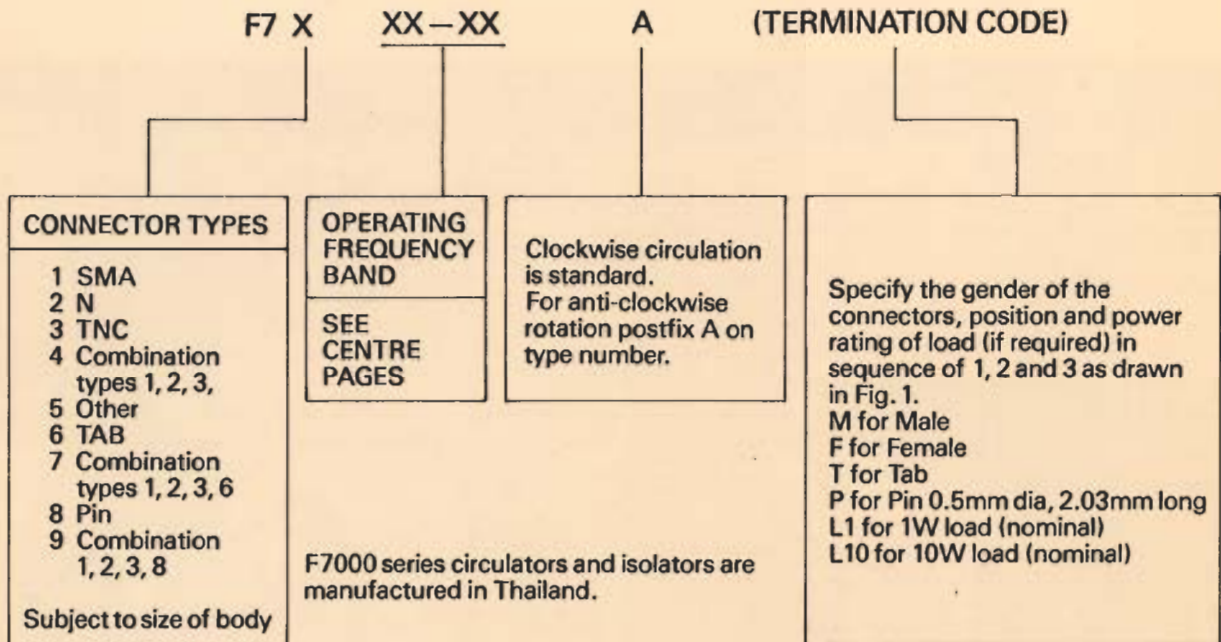 F7 X XX–XX A (TERMINATION CODE)
CONNECTOR TYPES
1 SMA
2 N
3 TNC
4 Combination
types 1, 2, 3,
5 Other
6 TAB
7 Combination
types 1, 2, 3, 6
8 Pin
9 Combination
1, 2, 3, 8
Subject to size of body
OPERATING
FREQUENCY
BAND
SEE
CENTRE
PAGES
Clockwise circulation
is standard.
For anti-clockwise
rotation postfix A on
type number.
F7000 series circulators and isolators are
manufactured in Thailand.
Specify the gender of the
connectors, position and power
rating of load (if required) in
sequence of 1, 2 and 3 as drawn
in Fig. 1.
M for Male
F for Female
T for Tab
P for Pin 0.5mm dia, 2.03mm long
L1 for 1W load (nominal)
L10 for 10W load (nominal)